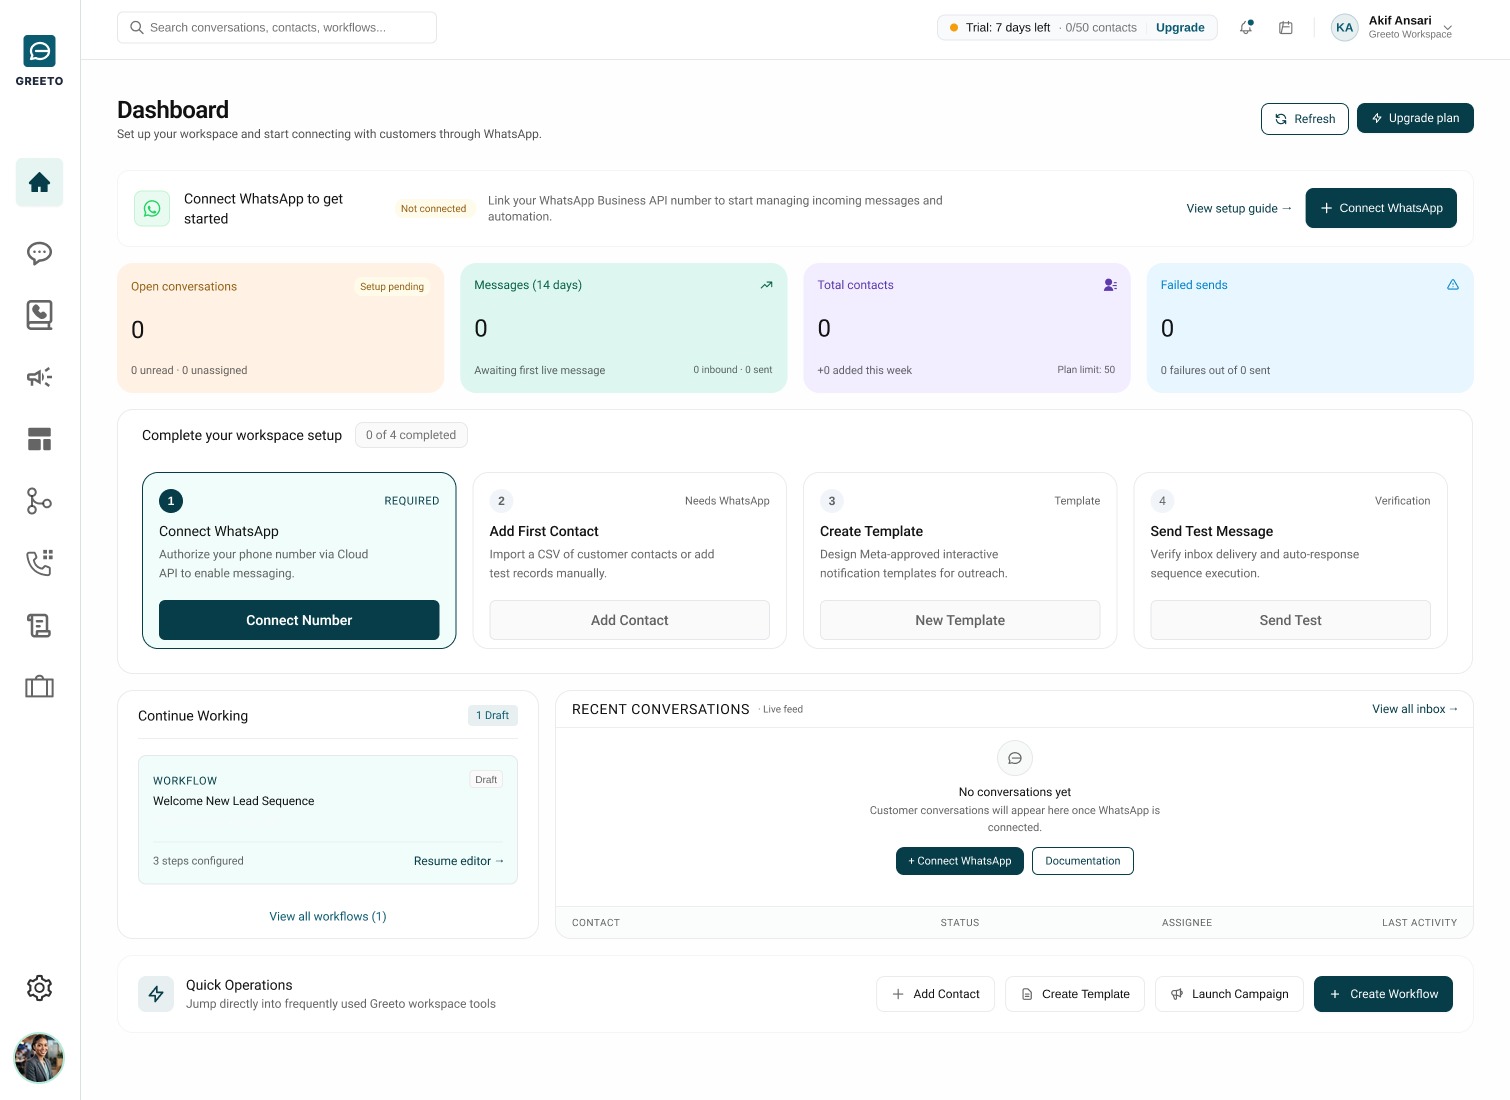 GREETO
Search conversations, contacts, workflows...
Trial: 7 days left · 0/50 contacts Upgrade
KA
Akif Ansari
Greeto Workspace
Dashboard
Set up your workspace and start connecting with customers through WhatsApp.
Refresh
Upgrade plan
Connect WhatsApp to get
started
Not connected
Link your WhatsApp Business API number to start managing incoming messages and
automation.
View setup guide →
Connect WhatsApp
Open conversations
Setup pending
0
0 unread · 0 unassigned
Messages (14 days)
0
Awaiting first live message
0 inbound · 0 sent
Total contacts
0
+0 added this week
Plan limit: 50
Failed sends
0
0 failures out of 0 sent
Complete your workspace setup
0 of 4 completed
1
REQUIRED
Connect WhatsApp
Authorize your phone number via Cloud
API to enable messaging.
Connect Number
2
Needs WhatsApp
Add First Contact
Import a CSV of customer contacts or add
test records manually.
Add Contact
3
Template
Create Template
Design Meta-approved interactive
notification templates for outreach.
New Template
4
Verification
Send Test Message
Verify inbox delivery and auto-response
sequence execution.
Send Test
Continue Working
1 Draft
WORKFLOW
Draft
Welcome New Lead Sequence
3 steps configured
Resume editor →
View all workflows (1)
RECENT CONVERSATIONS · Live feed
View all inbox →
No conversations yet
Customer conversations will appear here once WhatsApp is
connected.
+ Connect WhatsApp
Documentation
CONTACT STATUS ASSIGNEE LAST ACTIVITY
Quick Operations
Jump directly into frequently used Greeto workspace tools
Add Contact
Create Template
Launch Campaign
Create Workflow